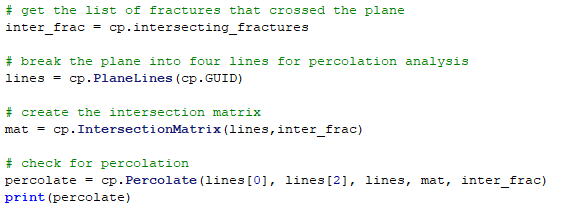 # get the list of fractures that crossed the plane
inter_frac = cp.intersecting_fractures
# break the plane into four lines for percolation analysis
lines = cp.PlaneLines(cp.GUID)
# create the intersection matrix
mat = cp.IntersectionMatrix(lines,inter_frac)
# check for percolation
percolate = cp.Percolate(lines[0], lines[2], lines, mat, inter_frac)
print(percolate)